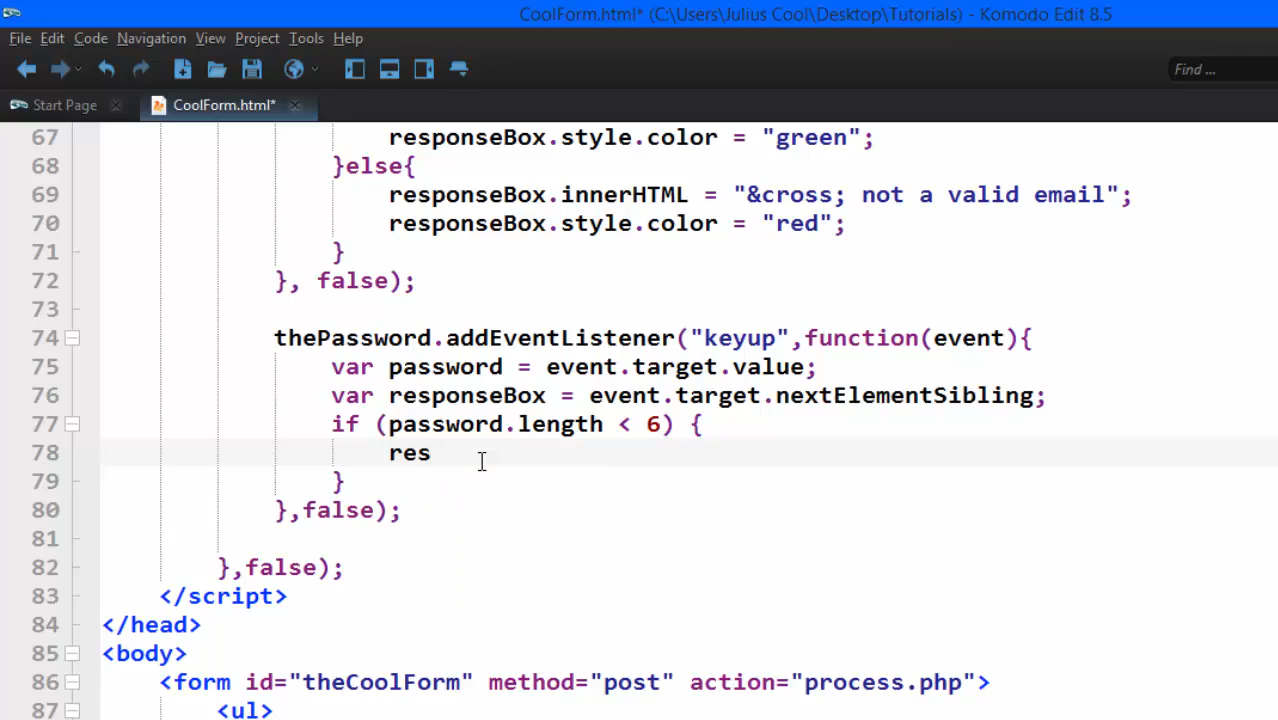 CoolForm.html* (C:\Users\Julius Cool\Desktop\Tutorials) - Komodo Edit 8.5
File Edit Code Navigation View Project Tools Help
Find ...
Start Page CoolForm.html*
67 responseBox.style.color = "green";
68 }else{
69 responseBox.innerHTML = "&cross; not a valid email";
70 responseBox.style.color = "red";
71 }
72 }, false);
73
74 thePassword.addEventListener("keyup",function(event){
75 var password = event.target.value;
76 var responseBox = event.target.nextElementSibling;
77 if (password.length < 6) {
78 res
79 }
80 },false);
81
82 },false);
83 </script>
84 </head>
85 <body>
86 <form id="theCoolForm" method="post" action="process.php">
87 <ul>